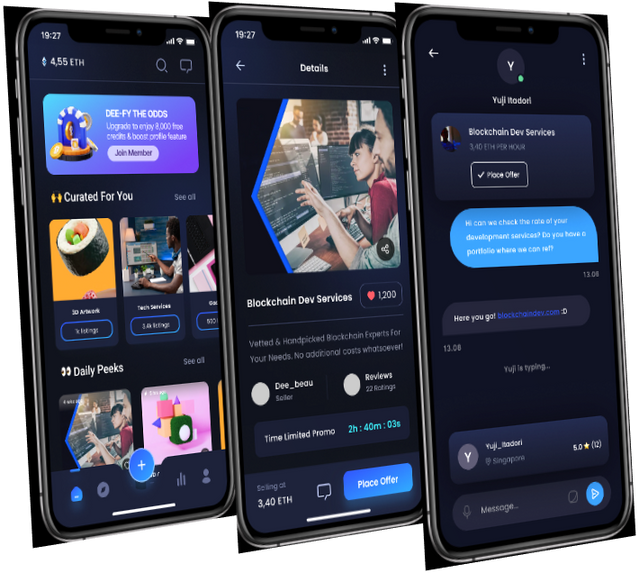 19:27
4,55 ETH
DEE-FY THE ODDS
Upgrade to enjoy 8,000 free
credits & boost profile feature
Join Member
🙌 Curated For You
See all
3D Artwork
1k listings
Tech Services
3,4k listings
500
👀 Daily Peeks
See all
19:27
Details
Blockchain Dev Services
1,200
Vetted & Handpicked Blockchain Experts For
Your Needs. No additional costs whatsoever!
Dee_beau
Seller
Reviews
22 Ratings
Time Limited Promo
2h : 40m : 03s
Selling at
3,40 ETH
Place Offer
Y
Yuji Itadori
Blockchain Dev Services
3,40 ETH PER HOUR
Place Offer
Hi can we check the rate of your
development services? Do you have a
portfolio where we can ref?
13.08
Here you go! blockchaindex.com :D
13.08
Yuji is typing...
Y
Yuji_Itadori
Singapore
5.0 ⭐ (12)
Message...